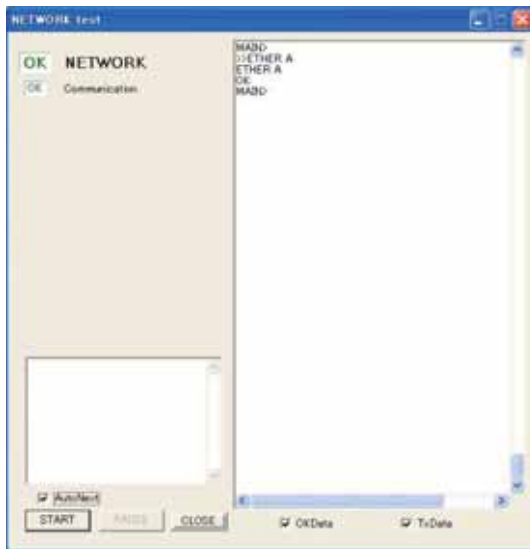 NETWORK test
OK NETWORK
OK Communication
MABD>
>>ETHER A
ETHER A
OK
MABD>
AutoNext
START PAUSE CLOSE
OKData TxData